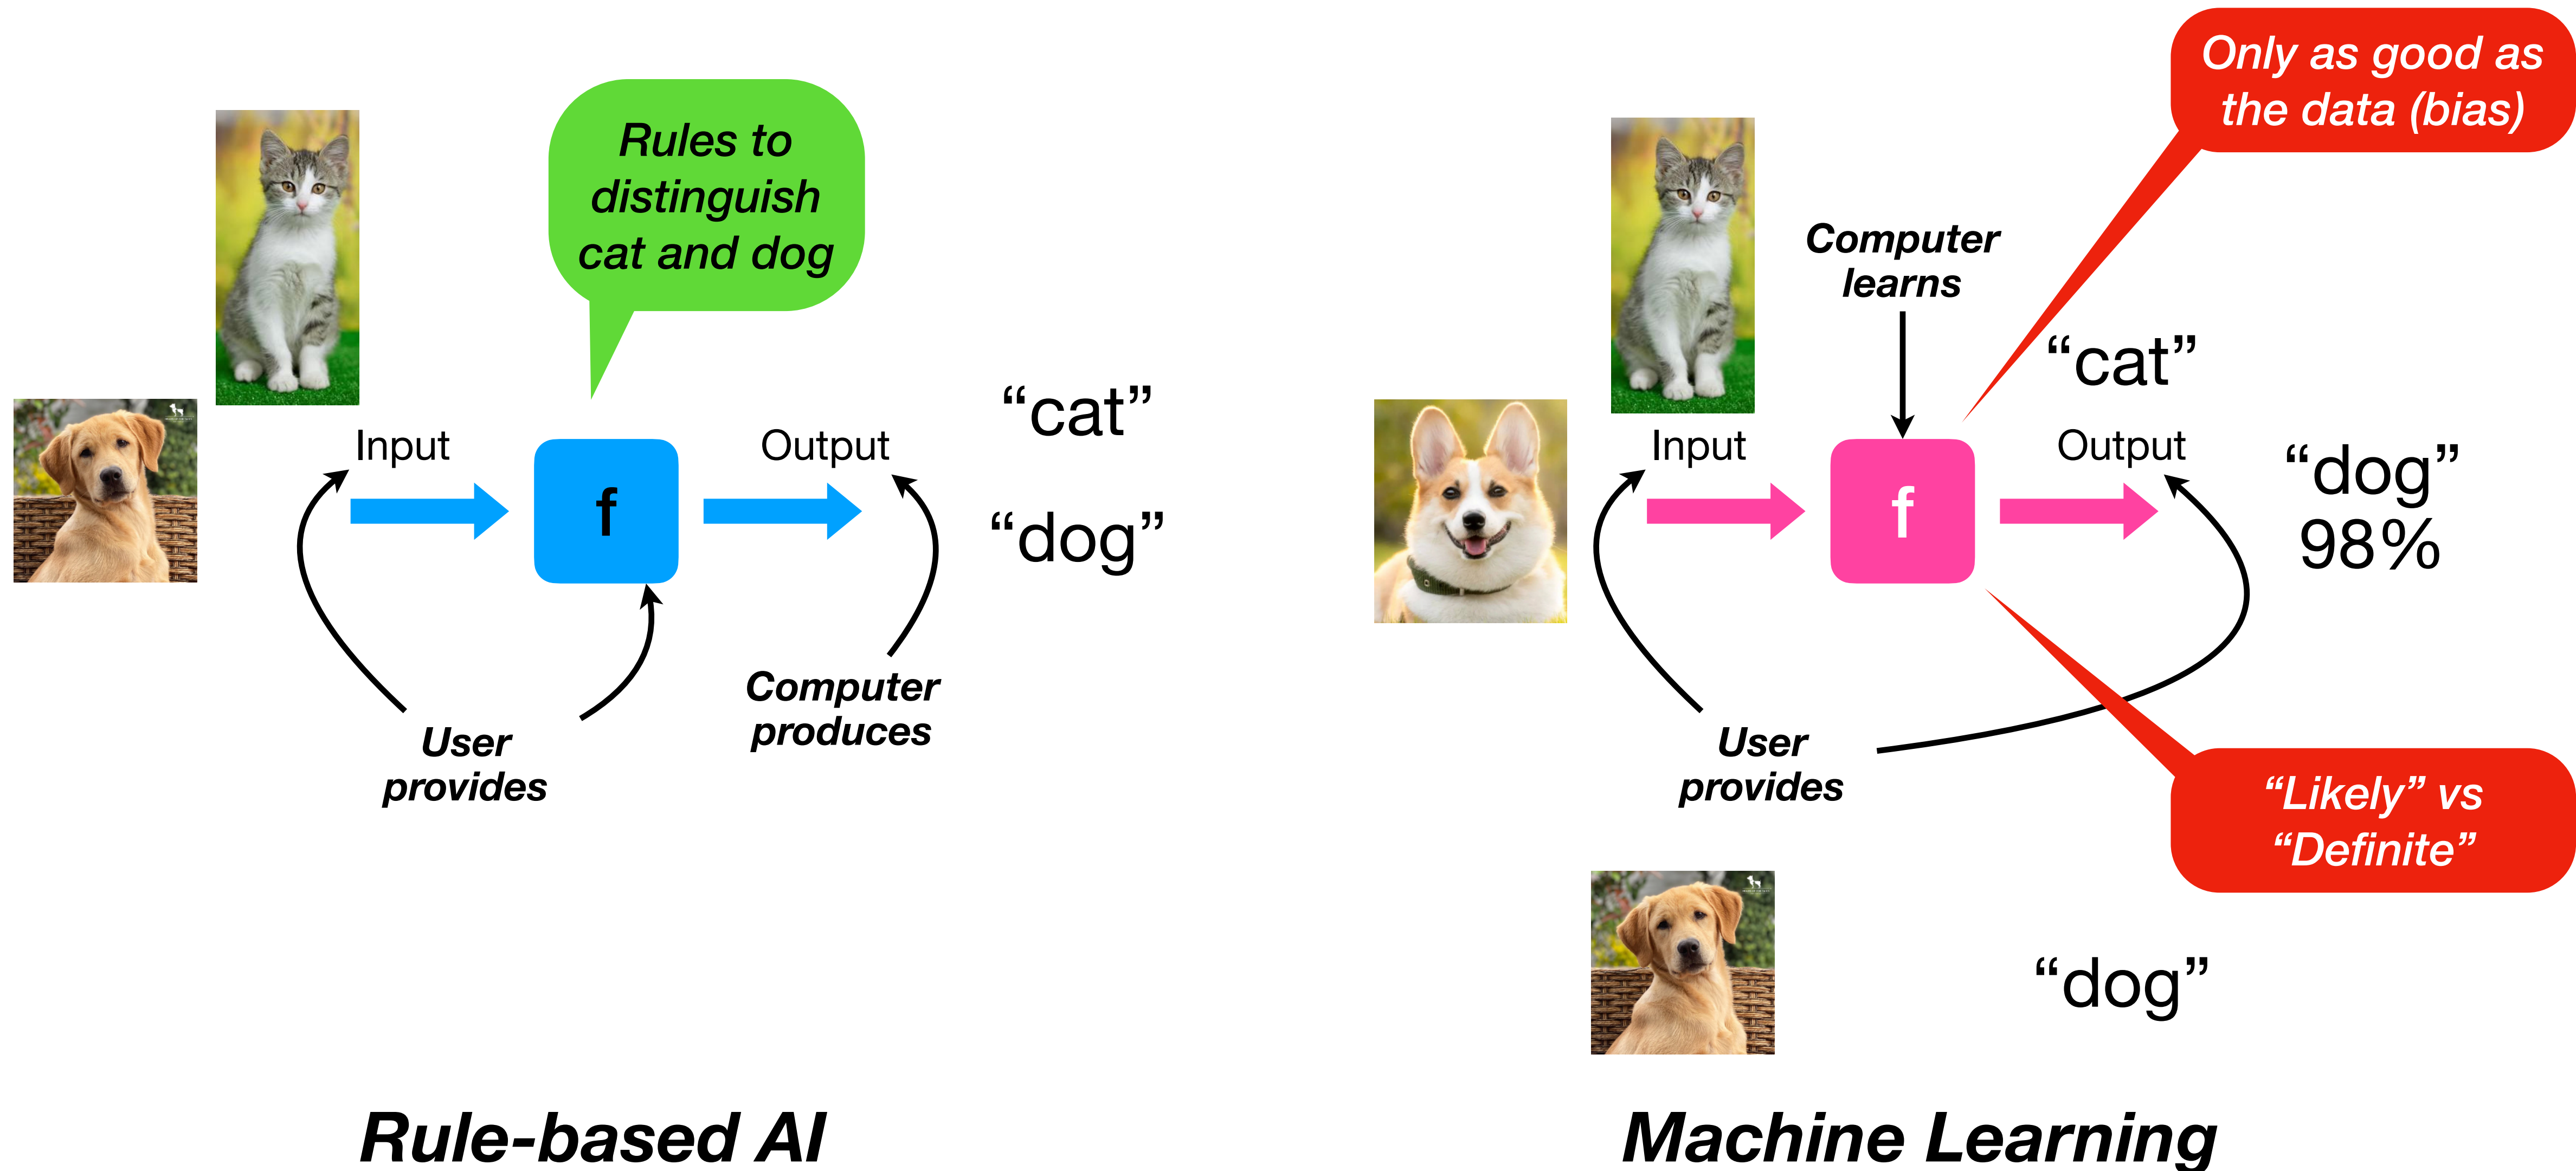 Rules to
distinguish
cat and dog
Input
f
Output
“cat”
“dog”
User
provides
Computer
produces
Rule-based AI
Only as good as
the data (bias)
Computer
learns
“cat”
Input
f
Output
“dog”
98%
User
provides
“Likely” vs
“Definite”
“dog”
Machine Learning